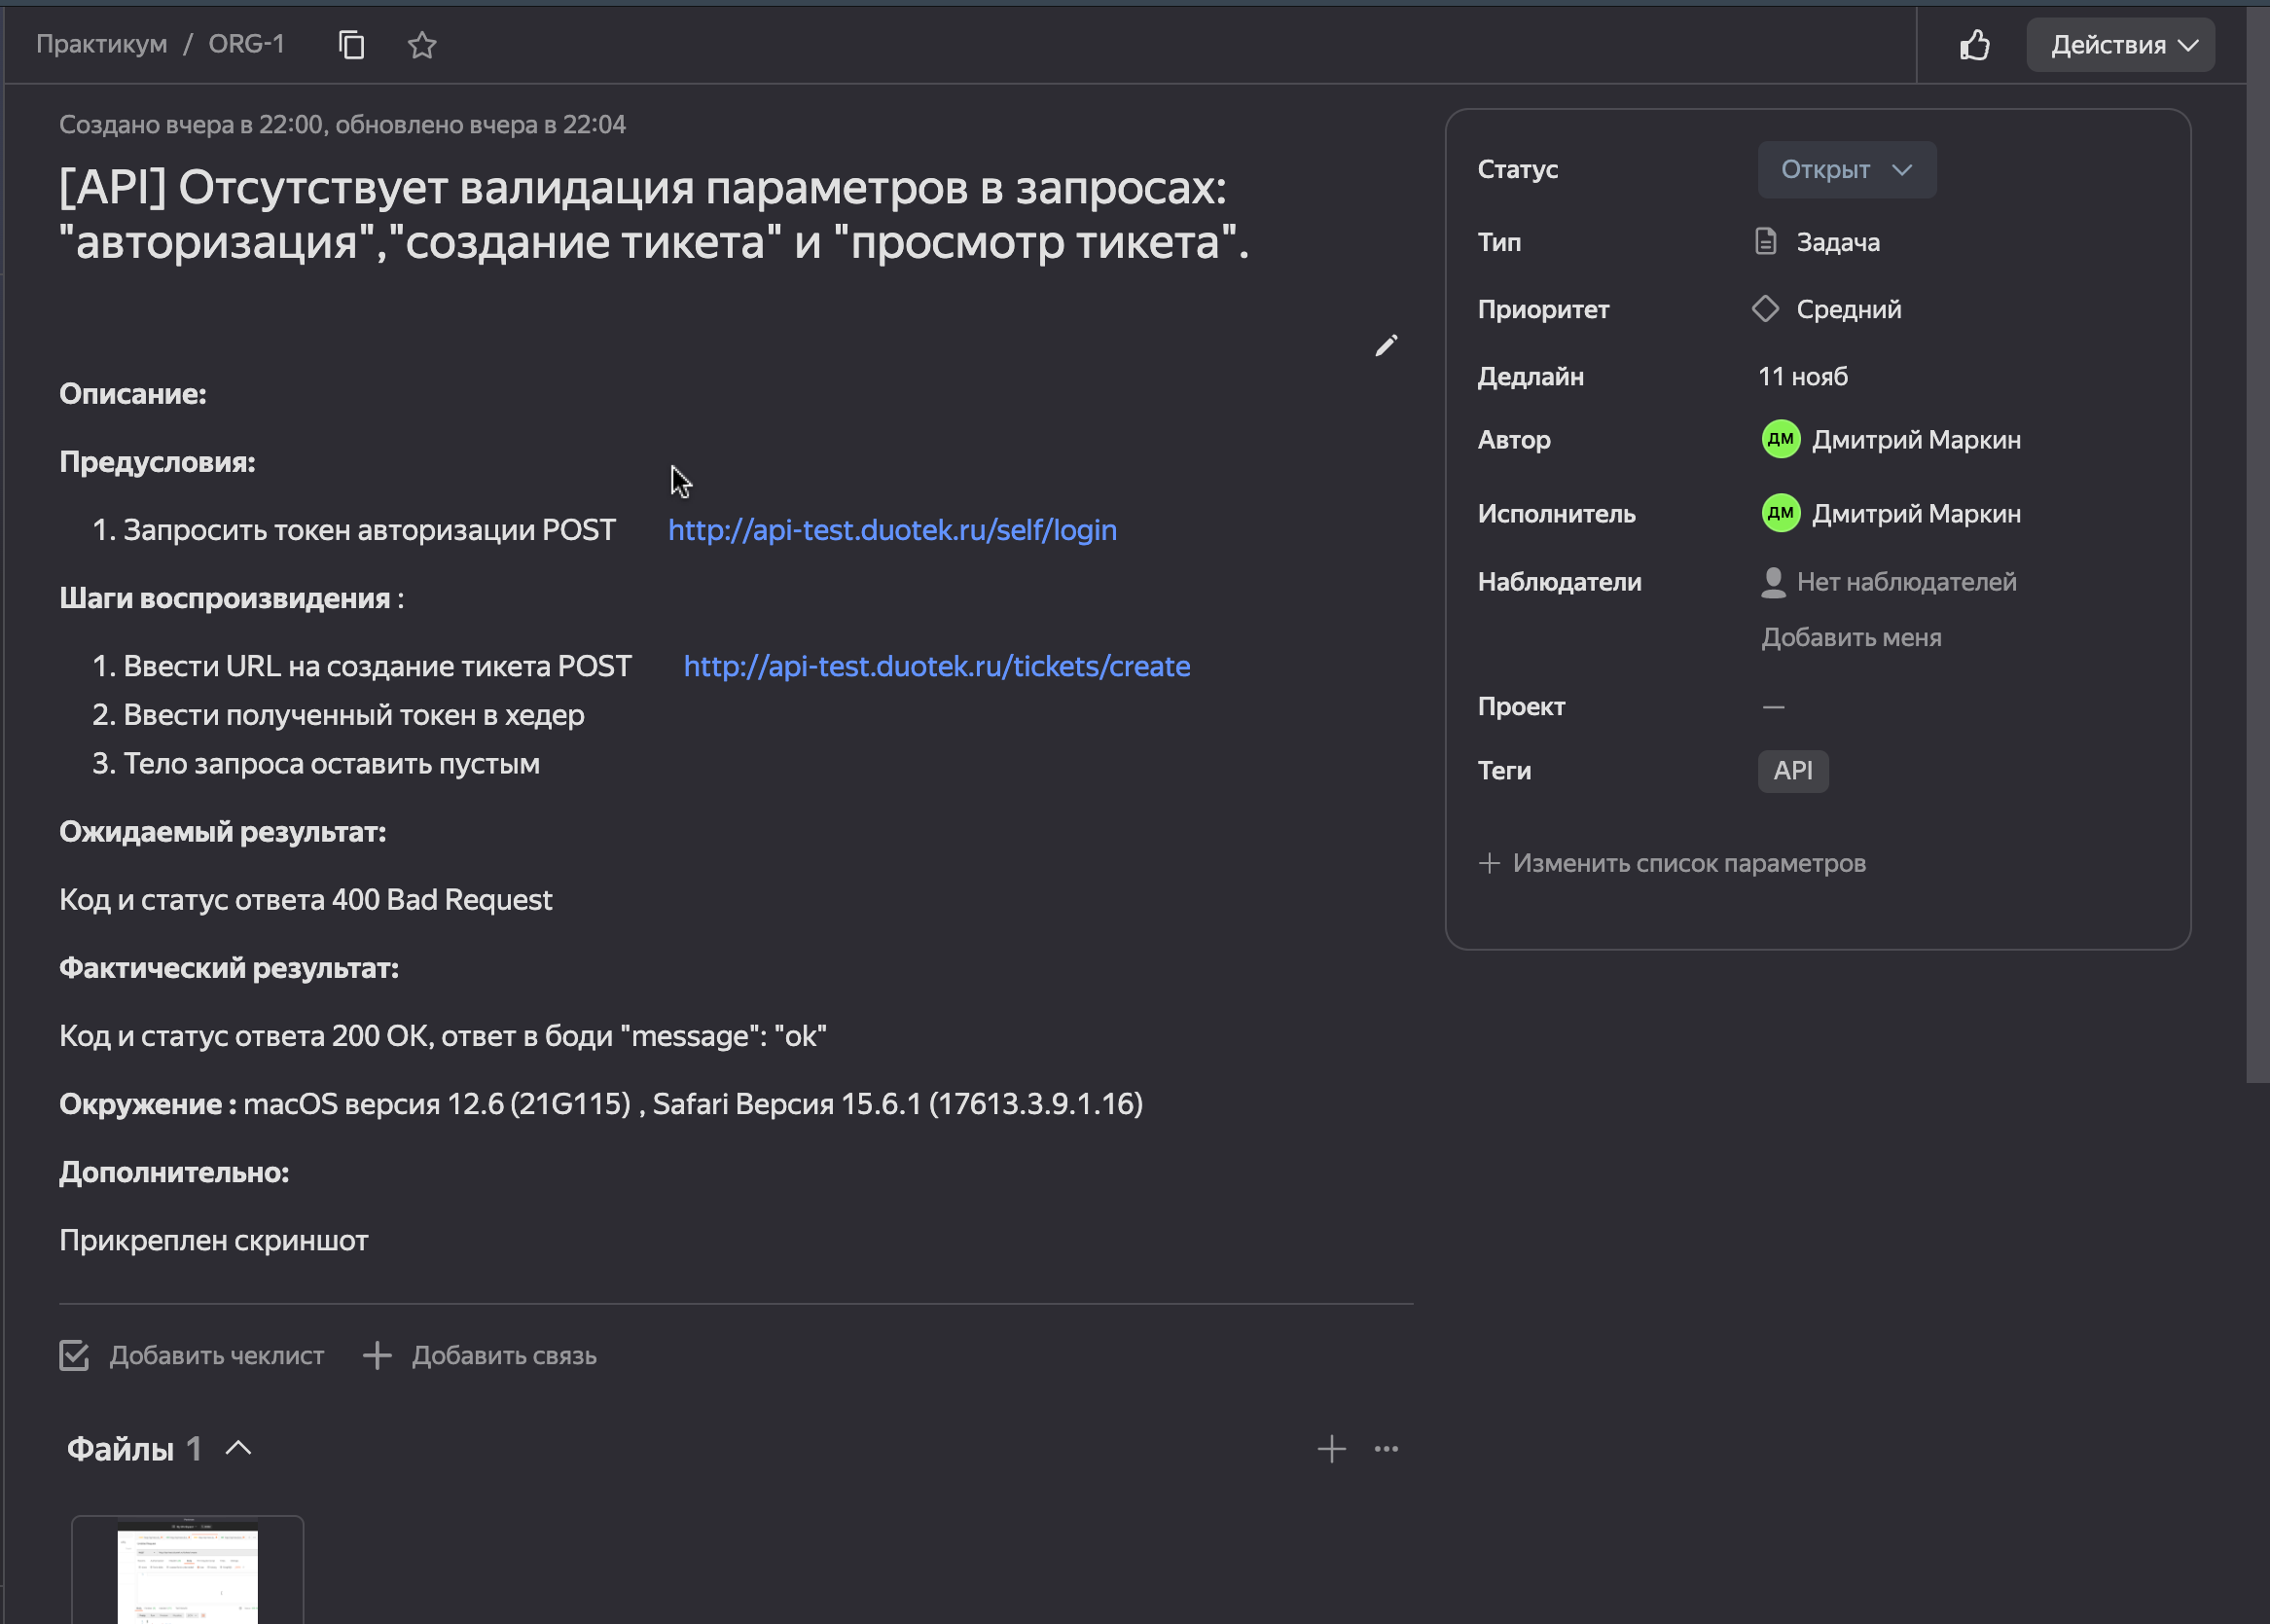 Практикум / ORG-1
Действия
Создано вчера в 22:00, обновлено вчера в 22:04
[API] Отсутствует валидация параметров в запросах:
"авторизация","создание тикета" и "просмотр тикета".
Описание:
Предусловия:
1. Запросить токен авторизации POST http://api-test.duotek.ru/self/login
Шаги воспроизвидения :
1. Ввести URL на создание тикета POST http://api-test.duotek.ru/tickets/create
2. Ввести полученный токен в хедер
3. Тело запроса оставить пустым
Ожидаемый результат:
Код и статус ответа 400 Bad Request
Фактический результат:
Код и статус ответа 200 OK, ответ в боди "message": "ok"
Окружение : macOS версия 12.6 (21G115) , Safari Версия 15.6.1 (17613.3.9.1.16)
Дополнительно:
Прикреплен скриншот
Добавить чеклист
Добавить связь
Файлы 1
Статус Открыт
Тип Задача
Приоритет Средний
Дедлайн 11 нояб
Автор ДМ Дмитрий Маркин
Исполнитель ДМ Дмитрий Маркин
Наблюдатели Нет наблюдателей
Добавить меня
Проект —
Теги API
Изменить список параметров